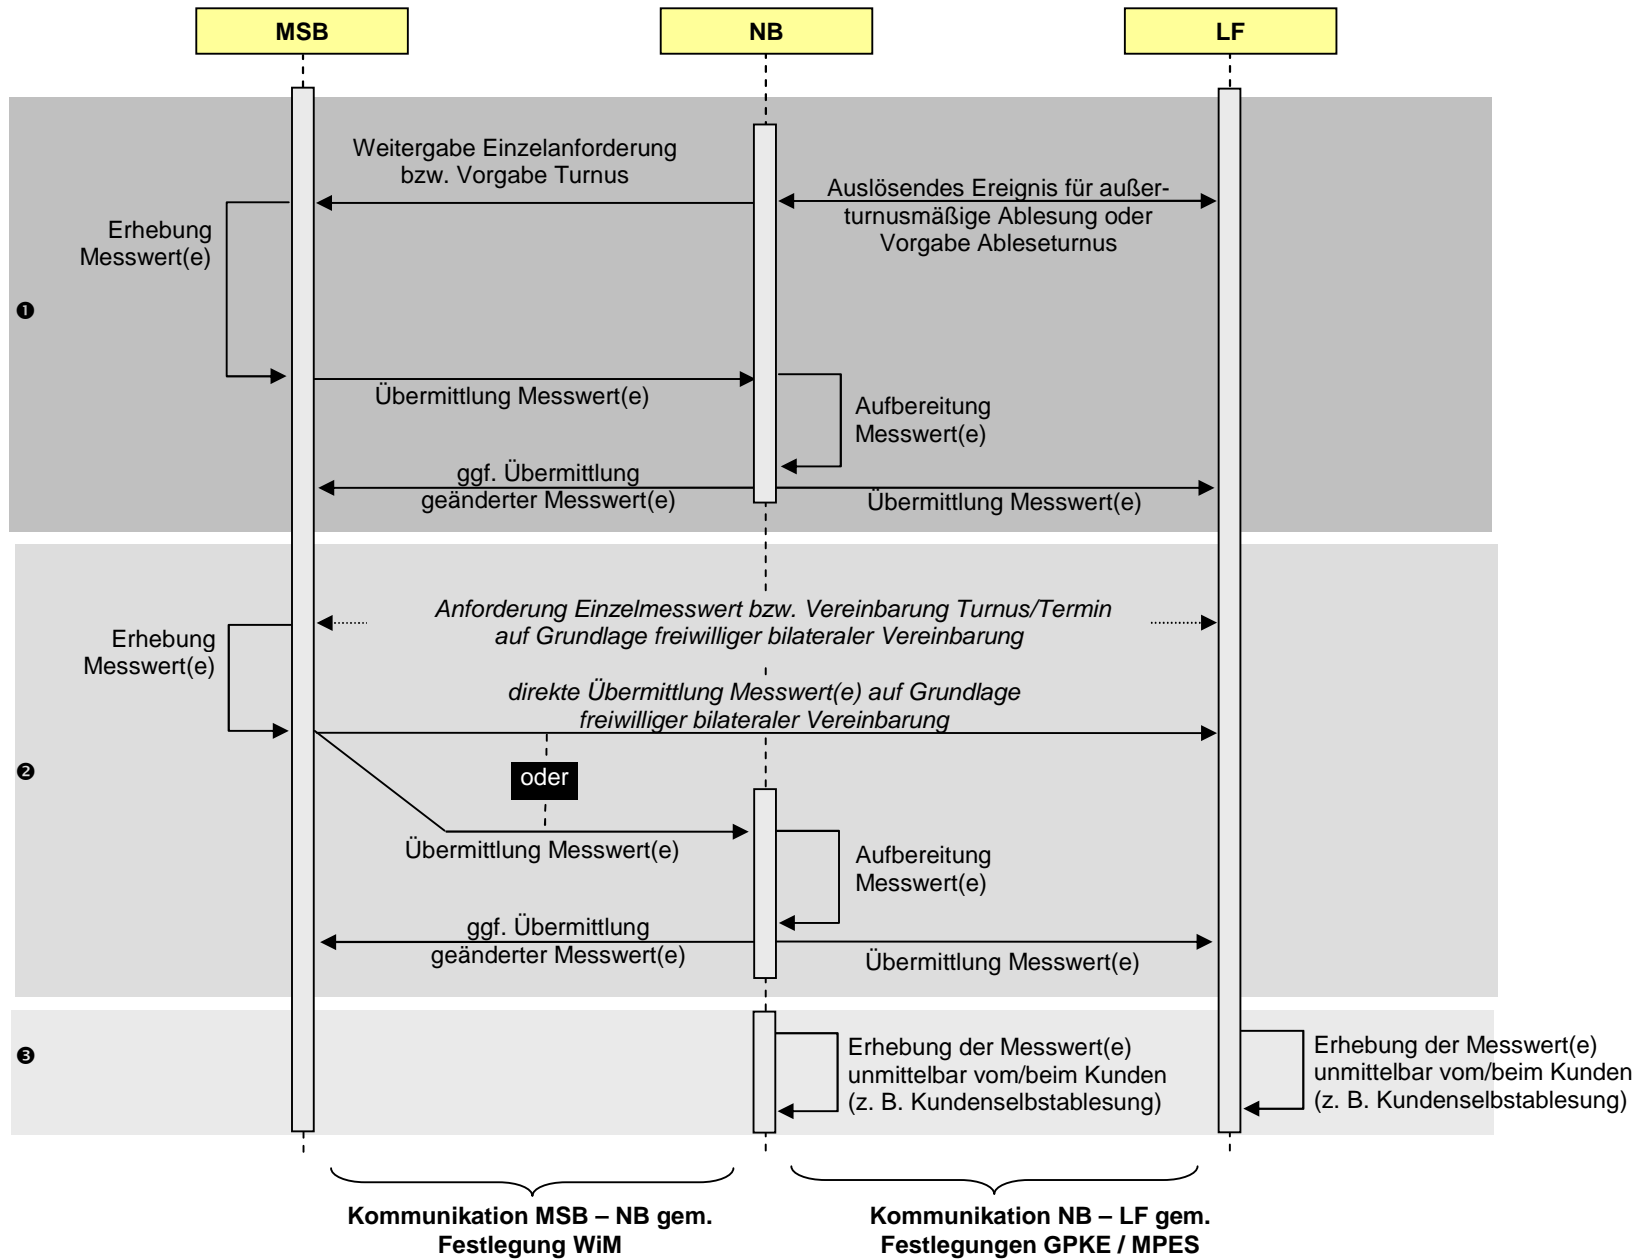 MSB
NB
LF
Weitergabe Einzelanforderung
bzw. Vorgabe Turnus
Auslösendes Ereignis für außer-
turnusmäßige Ablesung oder
Vorgabe Ableseturnus
Erhebung
Messwert(e)
❶
Übermittlung Messwert(e)
Aufbereitung
Messwert(e)
ggf. Übermittlung
geänderter Messwert(e)
Übermittlung Messwert(e)
Anforderung Einzelmesswert bzw. Vereinbarung Turnus/Termin
auf Grundlage freiwilliger bilateraler Vereinbarung
Erhebung
Messwert(e)
direkte Übermittlung Messwert(e) auf Grundlage
freiwilliger bilateraler Vereinbarung
❷
oder
Übermittlung Messwert(e)
Aufbereitung
Messwert(e)
ggf. Übermittlung
geänderter Messwert(e)
Übermittlung Messwert(e)
❸
Erhebung der Messwert(e)
unmittelbar vom/beim Kunden
(z. B. Kundenselbstablesung)
Erhebung der Messwert(e)
unmittelbar vom/beim Kunden
(z. B. Kundenselbstablesung)
Kommunikation MSB – NB gem.
Festlegung WiM
Kommunikation NB – LF gem.
Festlegungen GPKE / MPES